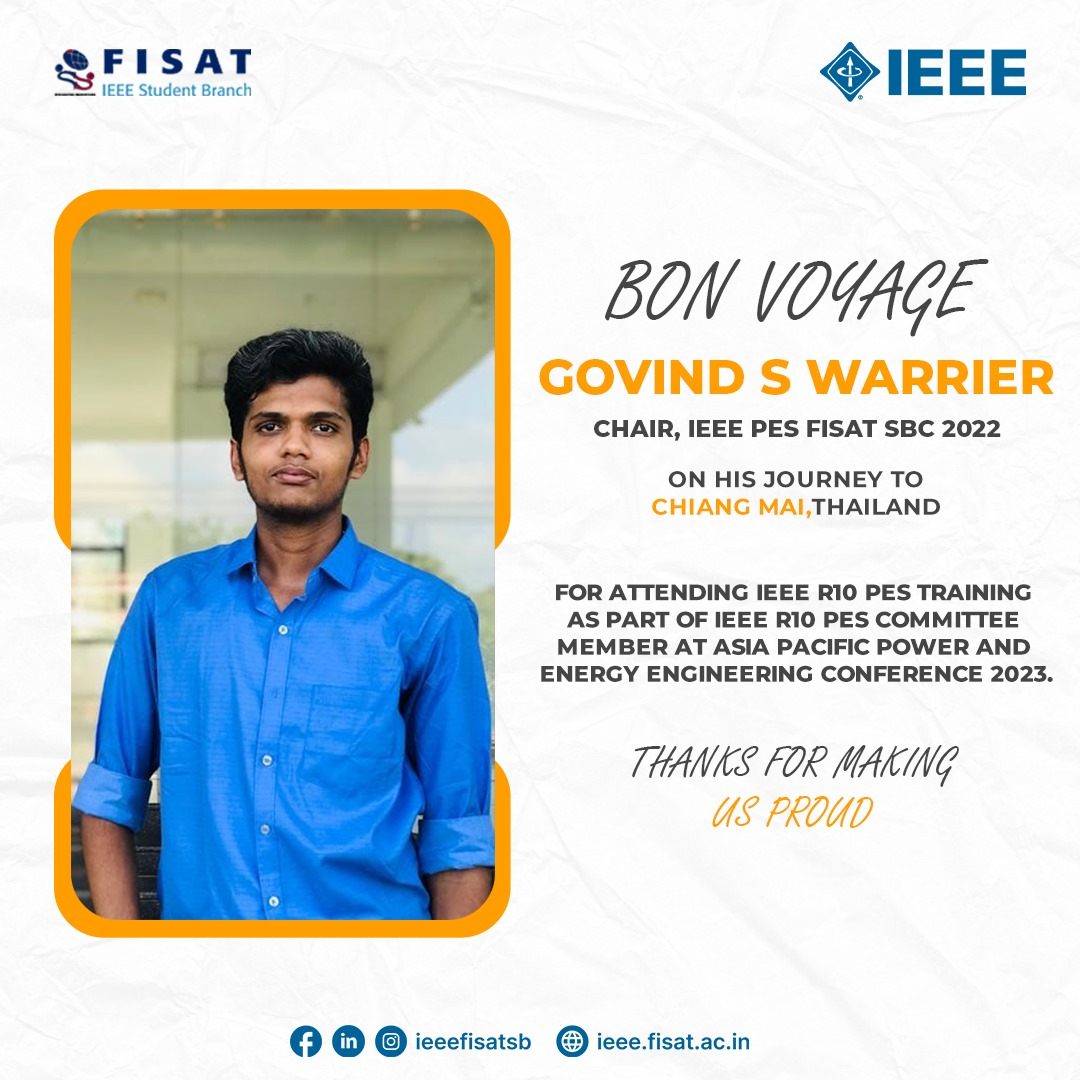 FISAT
IEEE Student Branch
IEEE
BON VOYAGE
GOVIND S WARRIER
CHAIR, IEEE PES FISAT SBC 2022
ON HIS JOURNEY TO
CHIANG MAI,THAILAND
FOR ATTENDING IEEE R10 PES TRAINING
AS PART OF IEEE R10 PES COMMITTEE
MEMBER AT ASIA PACIFIC POWER AND
ENERGY ENGINEERING CONFERENCE 2023.
THANKS FOR MAKING
US PROUD
ieeefisatsb ieee.fisat.ac.in